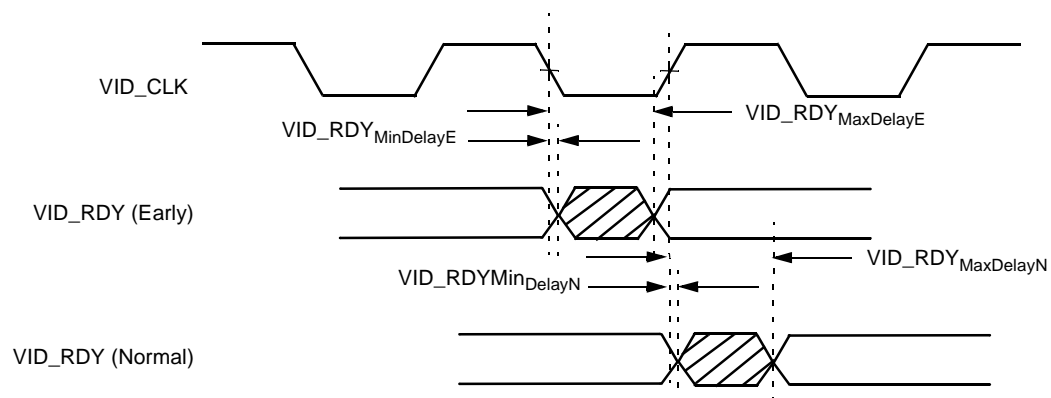 VID_CLK
VID_RDYMaxDelayE
VID_RDYMinDelayE
VID_RDY (Early)
VID_RDYMaxDelayN
VID_RDYMinDelayN
VID_RDY (Normal)